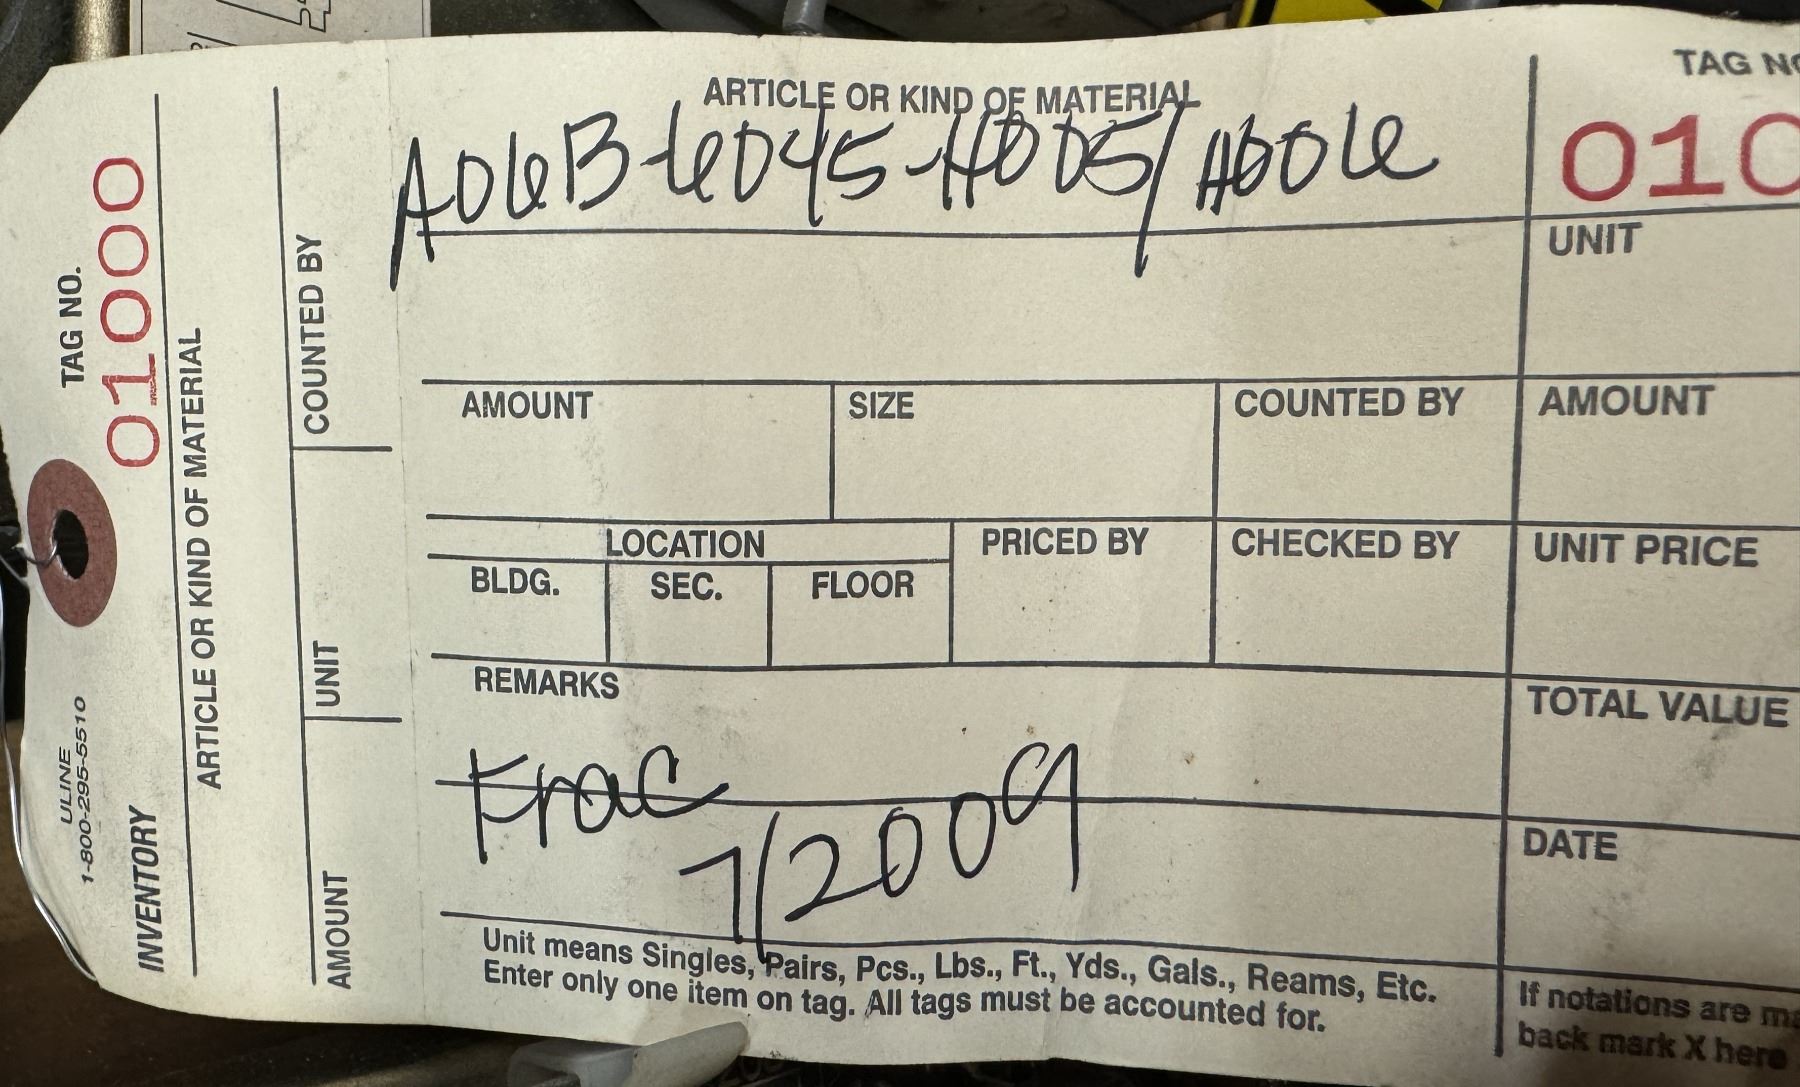 TAG NO.
01000
ULINE
1-800-295-5510
INVENTORY
ARTICLE OR KIND OF MATERIAL
COUNTED BY
UNIT
AMOUNT
ARTICLE OR KIND OF MATERIAL
A06B-6045-H005/H006
TAG NO
010
UNIT
AMOUNT
SIZE
COUNTED BY
AMOUNT
LOCATION
BLDG.
SEC.
FLOOR
PRICED BY
CHECKED BY
UNIT PRICE
REMARKS
TOTAL VALUE
Frac
7/2009
DATE
Unit means Singles, Pairs, Pcs., Lbs., Ft., Yds., Gals., Reams, Etc.
Enter only one item on tag. All tags must be accounted for.
If notations are ma
back mark X here